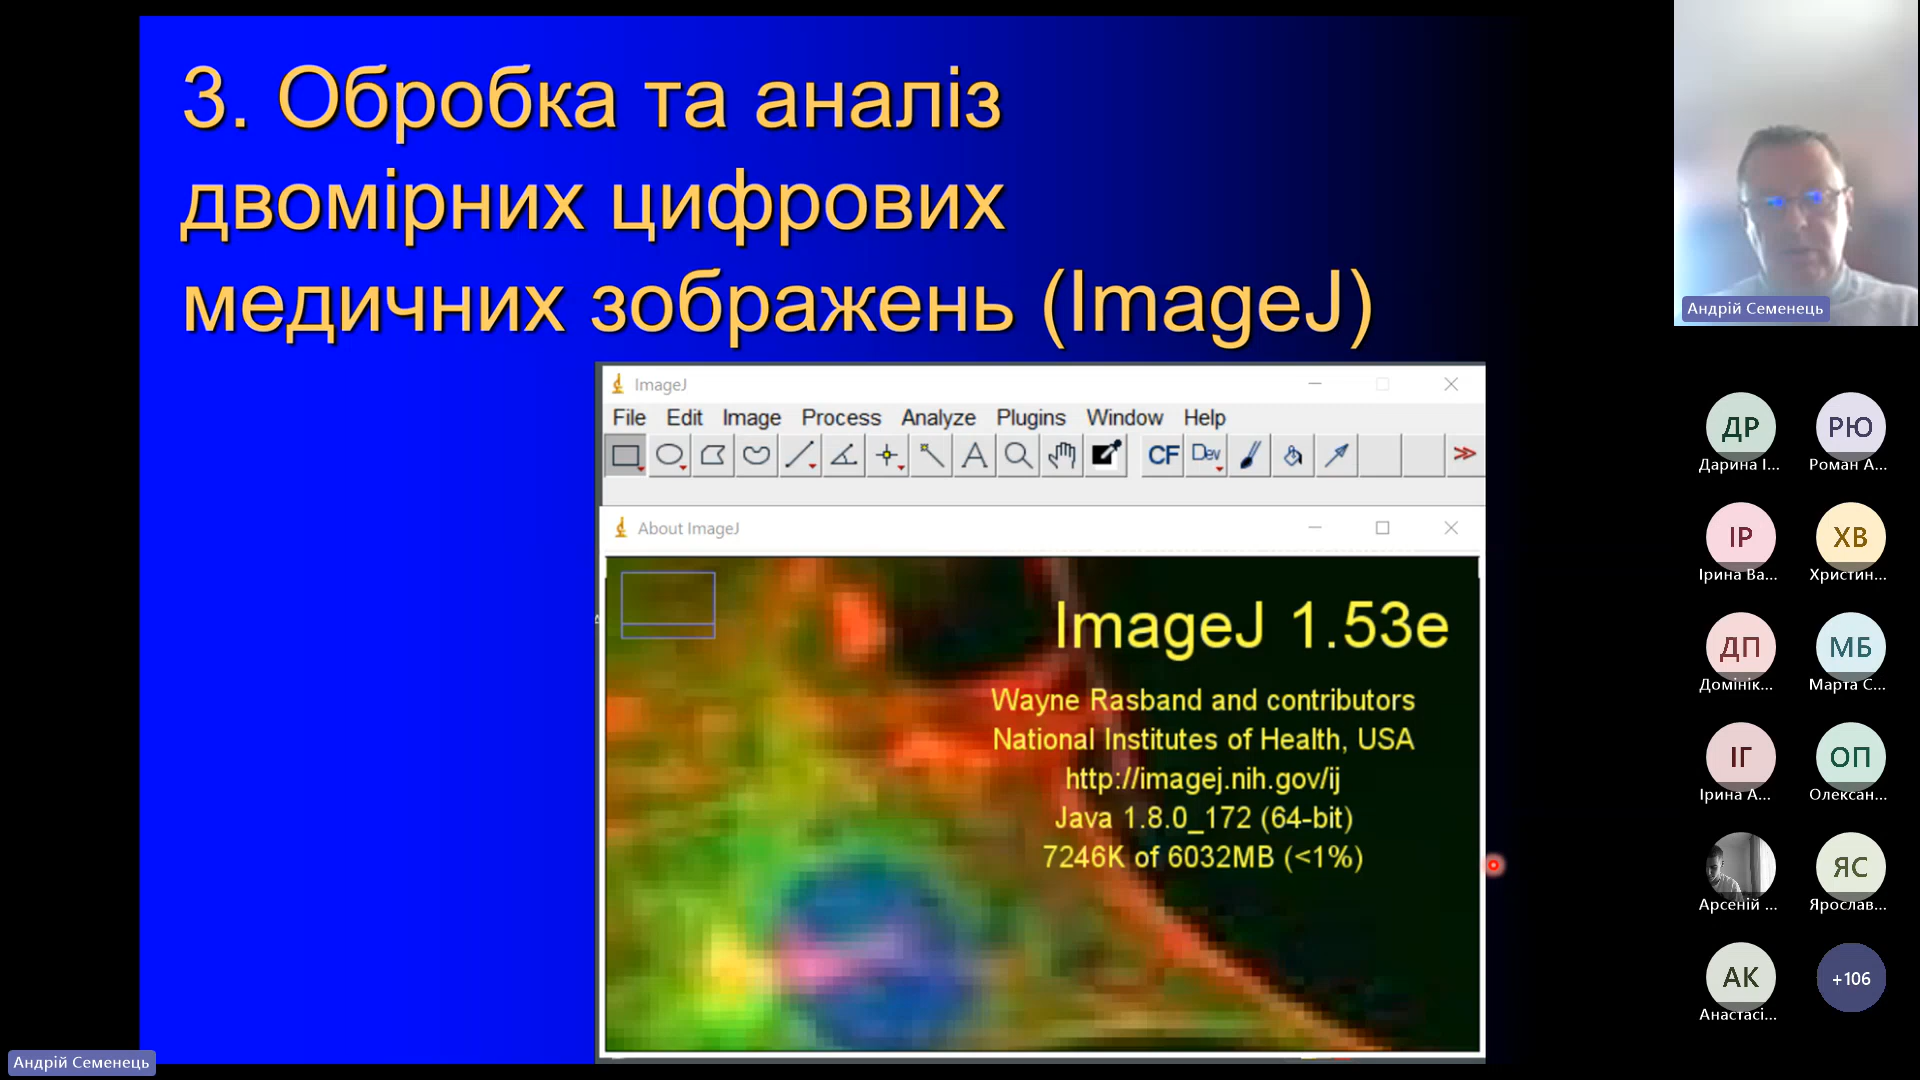 3. Обробка та аналіз
двомірних цифрових
медичних зображень (ImageJ)
ImageJ
File Edit Image Process Analyze Plugins Window Help
A CF Dev >>
About ImageJ
ImageJ 1.53e
Wayne Rasband and contributors
National Institutes of Health, USA
http://imagej.nih.gov/ij
Java 1.8.0_172 (64-bit)
7246K of 6032MB (<1%)
Андрій Семенець
Андрій Семенець
ДР РЮ
Дарина І... Роман А...
ІР ХВ
Ірина Ва... Христин...
ДП МБ
Домінік... Марта С...
ІГ ОП
Ірина А... Олексан...
ЯС
Арсеній ... Ярослав...
АК +106
Анастасі...